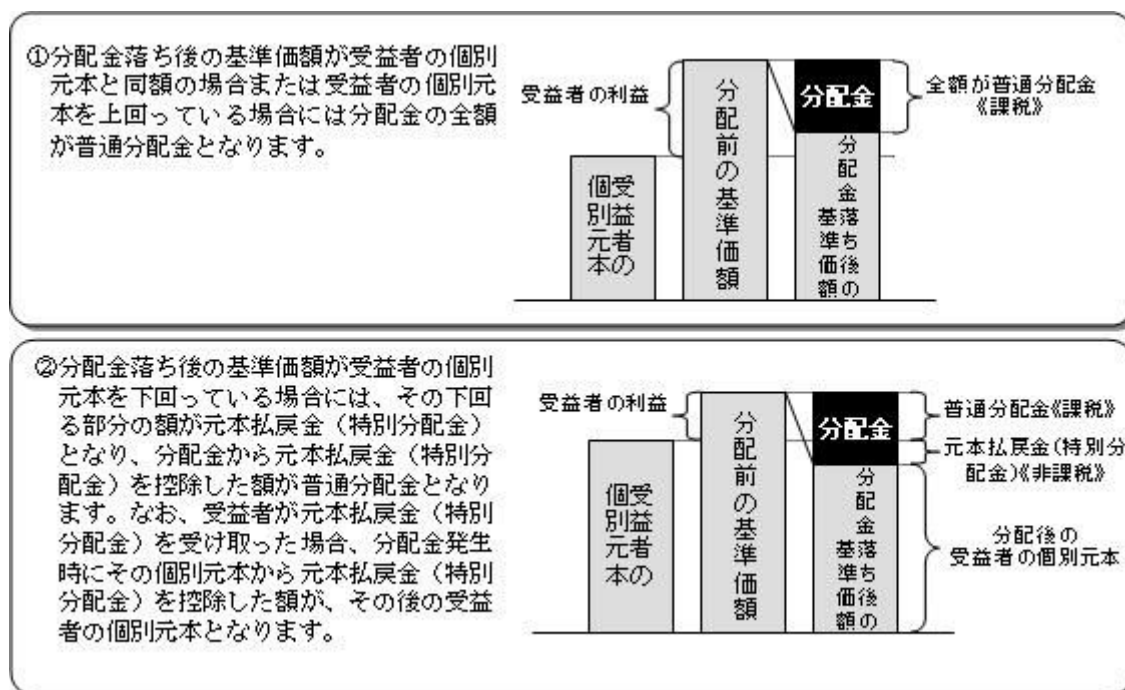 ①分配金落ち後の基準価額が受益者の個別
元本と同額の場合または受益者の個別元
本を上回っている場合には分配金の全額
が普通分配金となります。
受益者の利益
分配前の基準価額
分配金
全額が普通分配金
《課税》
受益者の
個別元本
分配金落ち後の
基準価額
②分配金落ち後の基準価額が受益者の個別
元本を下回っている場合には、その下回
る部分の額が元本払戻金（特別分配金）
となり、分配金から元本払戻金（特別分
配金）を控除した額が普通分配金となり
ます。なお、受益者が元本払戻金（特別
分配金）を受け取った場合、分配金発生
時にその個別元本から元本払戻金（特別
分配金）を控除した額が、その後の受益
者の個別元本となります。
受益者の利益
分配前の基準価額
分配金
普通分配金《課税》
元本払戻金(特別分
配金)《非課税》
受益者の
個別元本
分配金落ち後の
基準価額
分配後の
受益者の個別元本